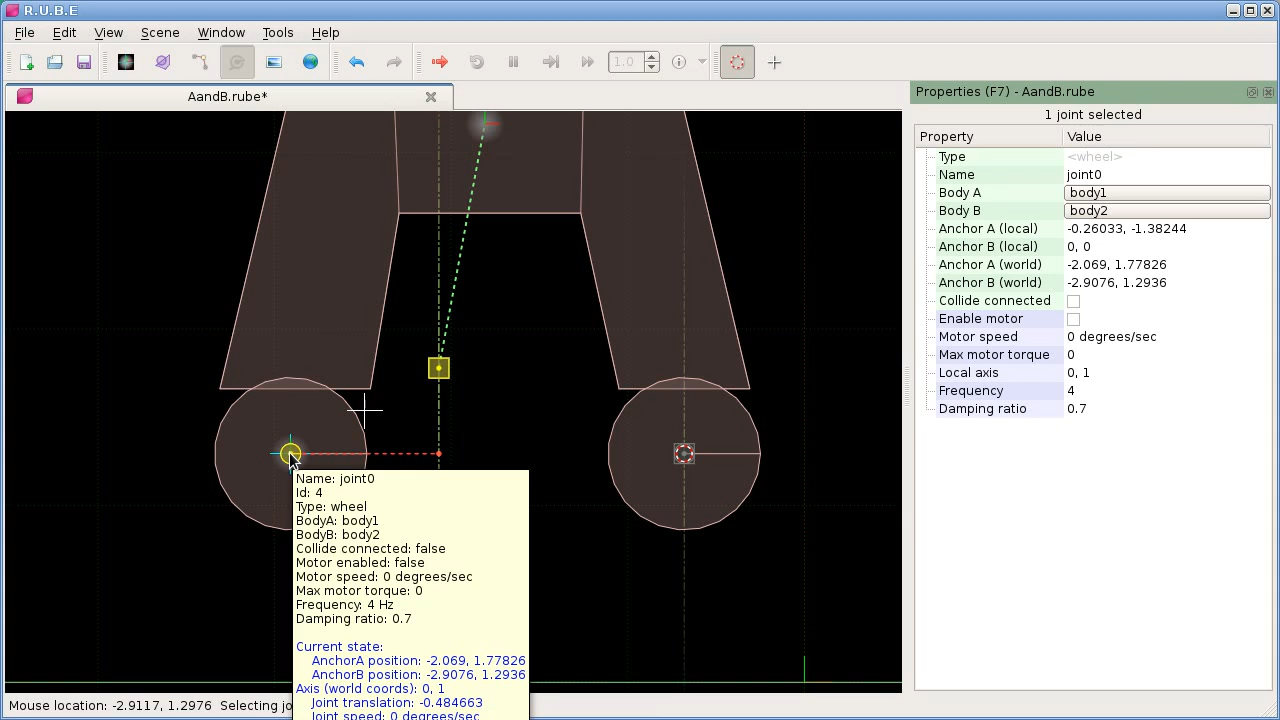 R.U.B.E
File Edit View Scene Window Tools Help
1.0
AandB.rube*
Properties (F7) - AandB.rube
1 joint selected
Property Value
Type <wheel>
Name joint0
Body A body1
Body B body2
Anchor A (local) -0.26033, -1.38244
Anchor B (local) 0, 0
Anchor A (world) -2.069, 1.77826
Anchor B (world) -2.9076, 1.2936
Collide connected
Enable motor
Motor speed 0 degrees/sec
Max motor torque 0
Local axis 0, 1
Frequency 4
Damping ratio 0.7
Name: joint0
Id: 4
Type: wheel
BodyA: body1
BodyB: body2
Collide connected: false
Motor enabled: false
Motor speed: 0 degrees/sec
Max motor torque: 0
Frequency: 4 Hz
Damping ratio: 0.7
Current state:
AnchorA position: -2.069, 1.77826
AnchorB position: -2.9076, 1.2936
Axis (world coords): 0, 1
Joint translation: -0.484663
Joint speed: 0 degrees/sec
Mouse location: -2.9117, 1.2976 Selecting jo